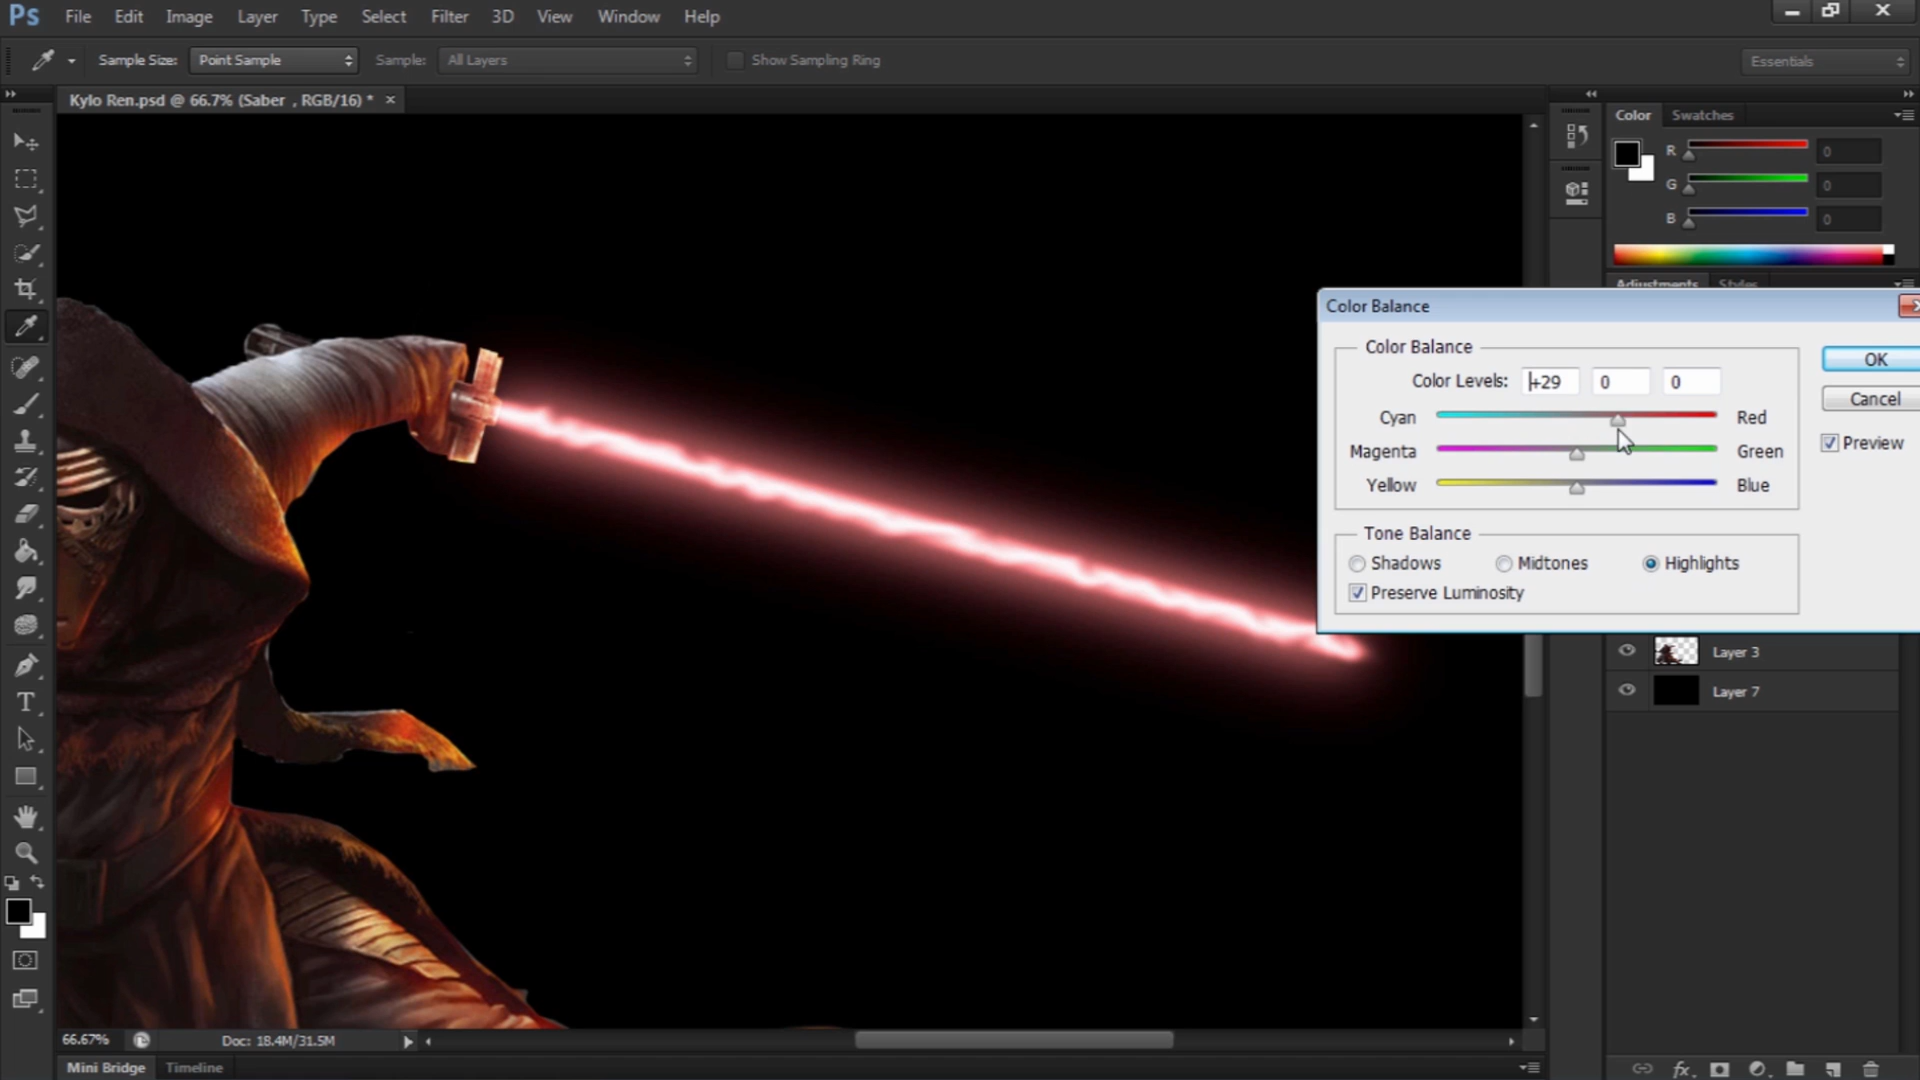 Ps File Edit Image Layer Type Select Filter 3D View Window Help
Sample Size: Point Sample Sample: All Layers Show Sampling Ring Essentials
Kylo Ren.psd @ 66.7% (Saber , RGB/16) * ×
Color Swatches
R 0
G 0
B 0
Adjustments Styles
Color Balance
Color Balance
Color Levels: +29 0 0
Cyan Red
Magenta Green
Yellow Blue
OK
Cancel
Preview
Tone Balance
Shadows Midtones Highlights
Preserve Luminosity
Layer 3
Layer 7
T
fx
66.67% Doc: 18.4M/31.5M
Mini Bridge Timeline